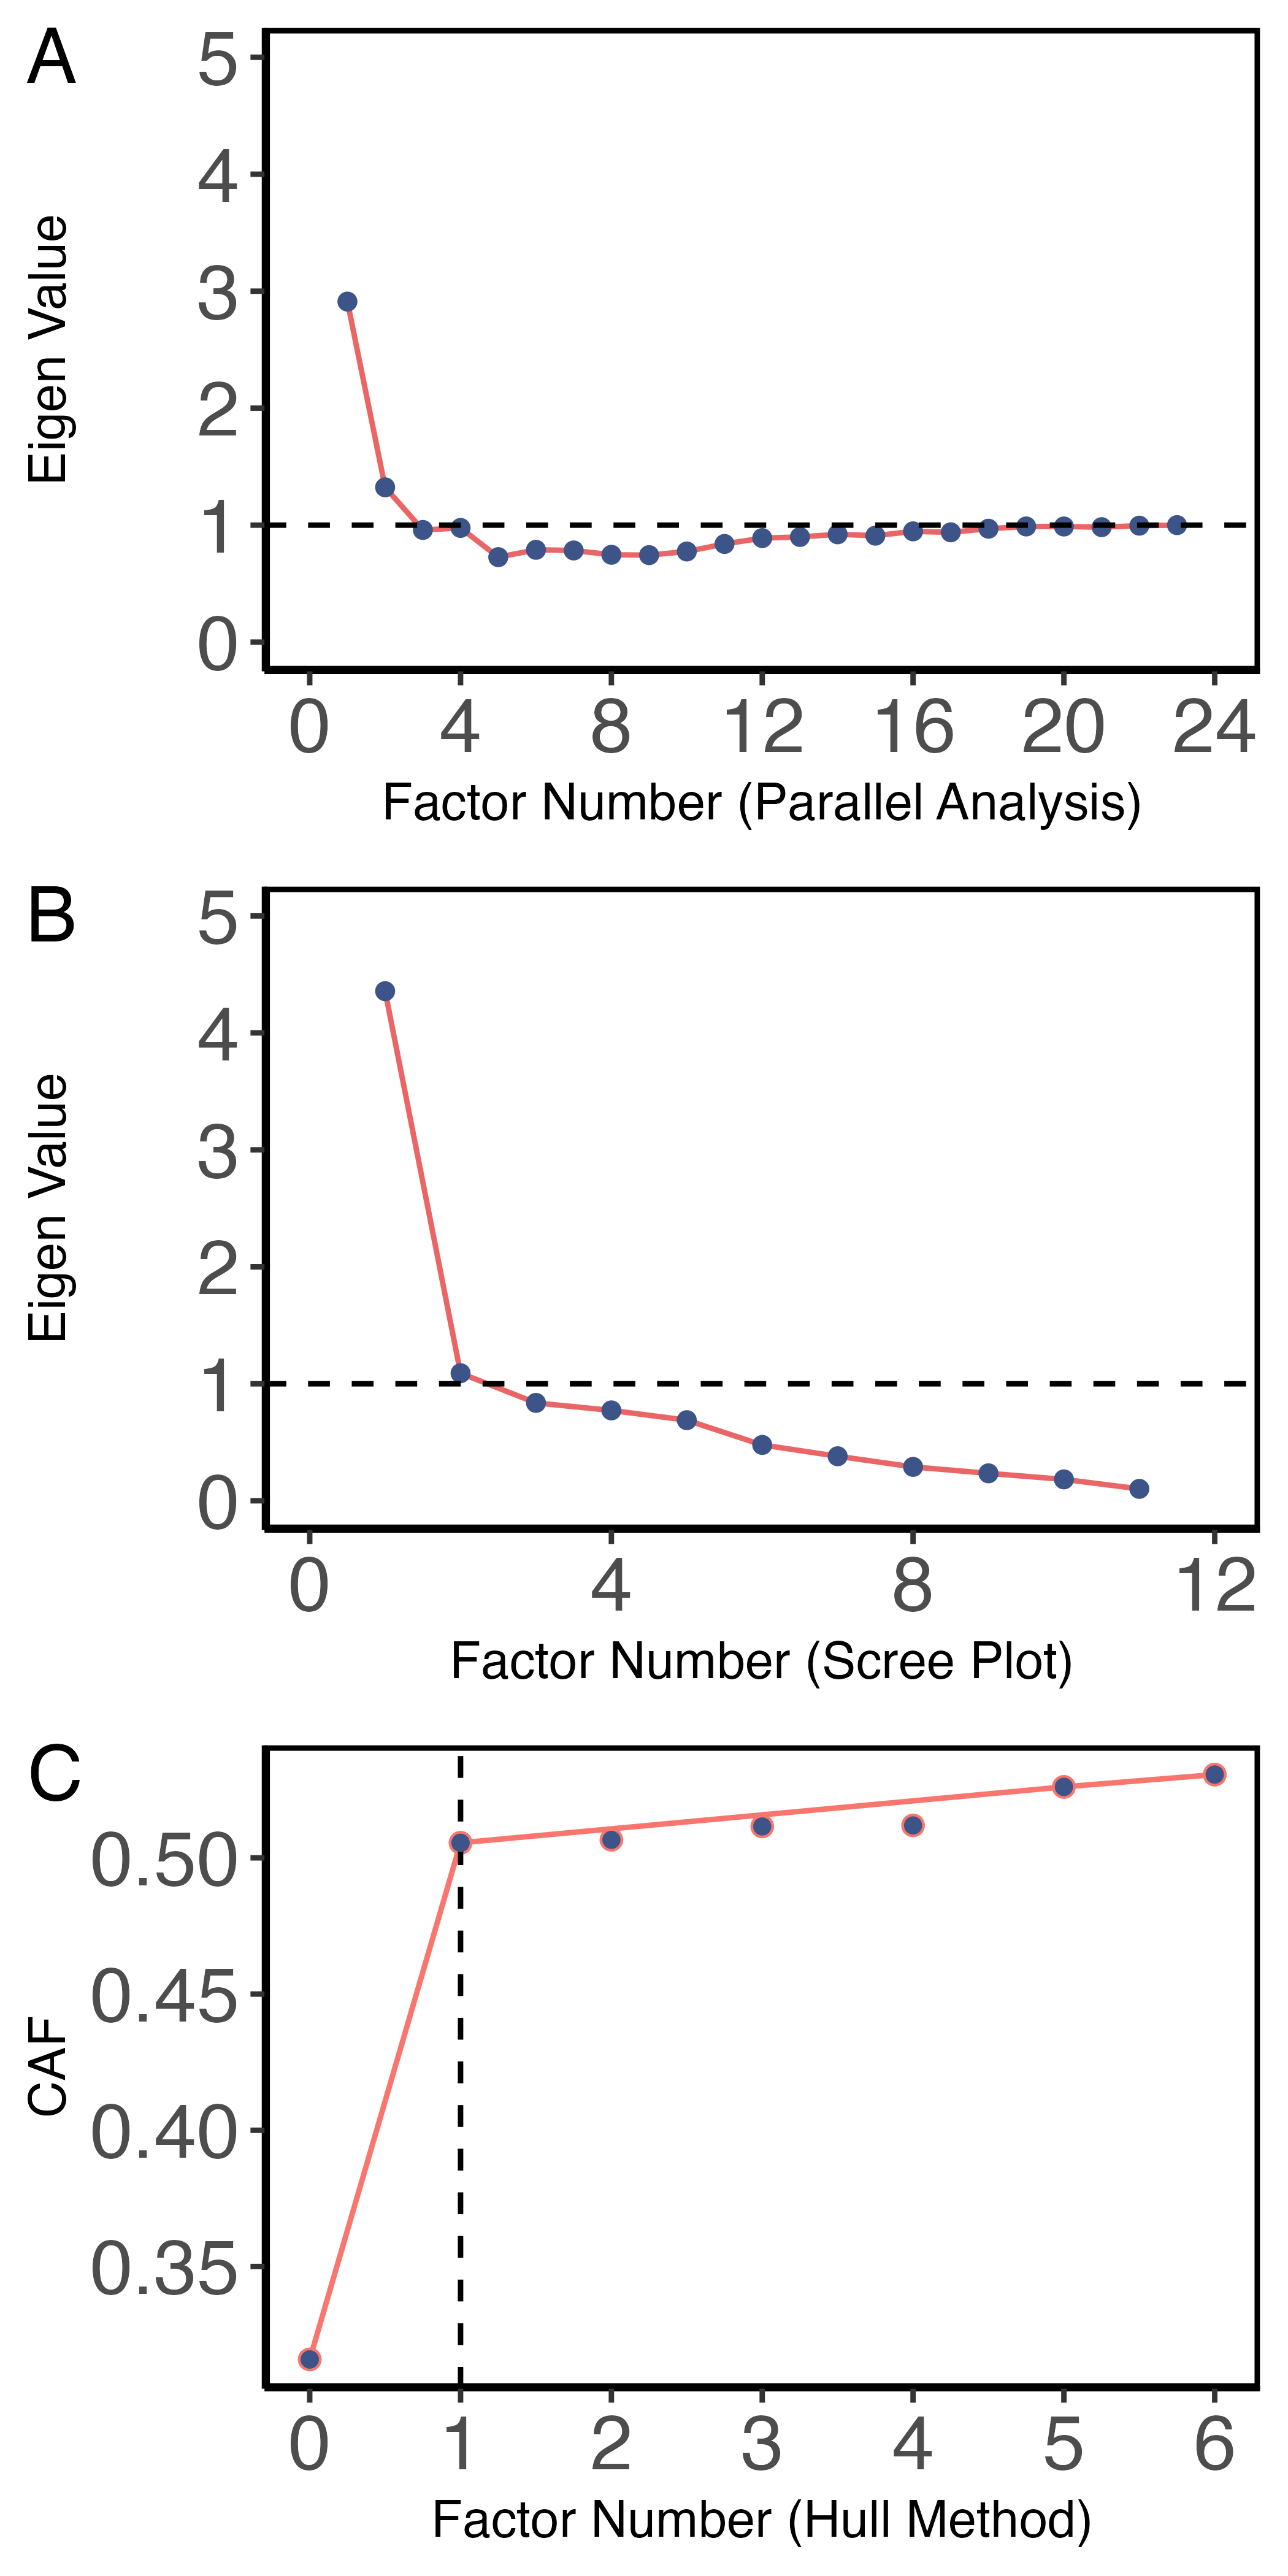 A
Eigen Value
5
4
3
2
1
0
0 4 8 12 16 20 24
Factor Number (Parallel Analysis)
B
Eigen Value
5
4
3
2
1
0
0 4 8 12
Factor Number (Scree Plot)
C
CAF
0.50
0.45
0.40
0.35
0 1 2 3 4 5 6
Factor Number (Hull Method)